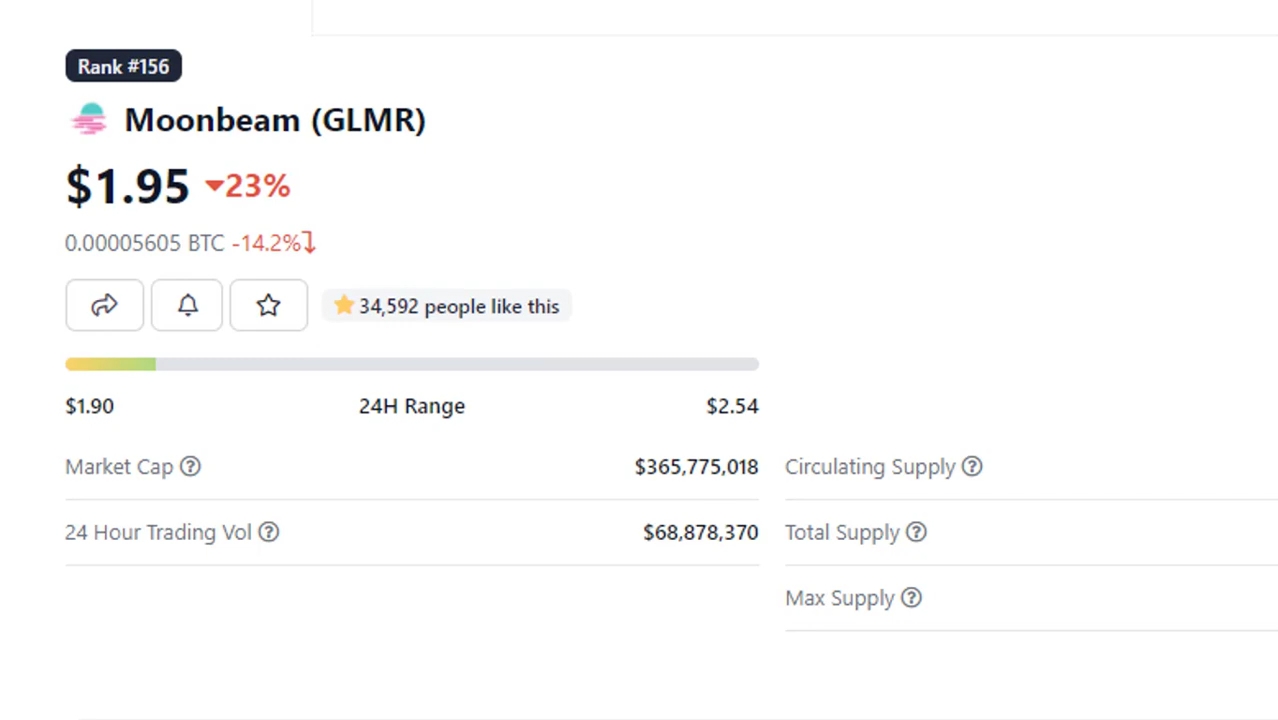 Rank #156
Moonbeam (GLMR)
$1.95 23%
0.00005605 BTC -14.2%
34,592 people like this
$1.90 24H Range $2.54
Market Cap $365,775,018
24 Hour Trading Vol $68,878,370
Circulating Supply
Total Supply
Max Supply